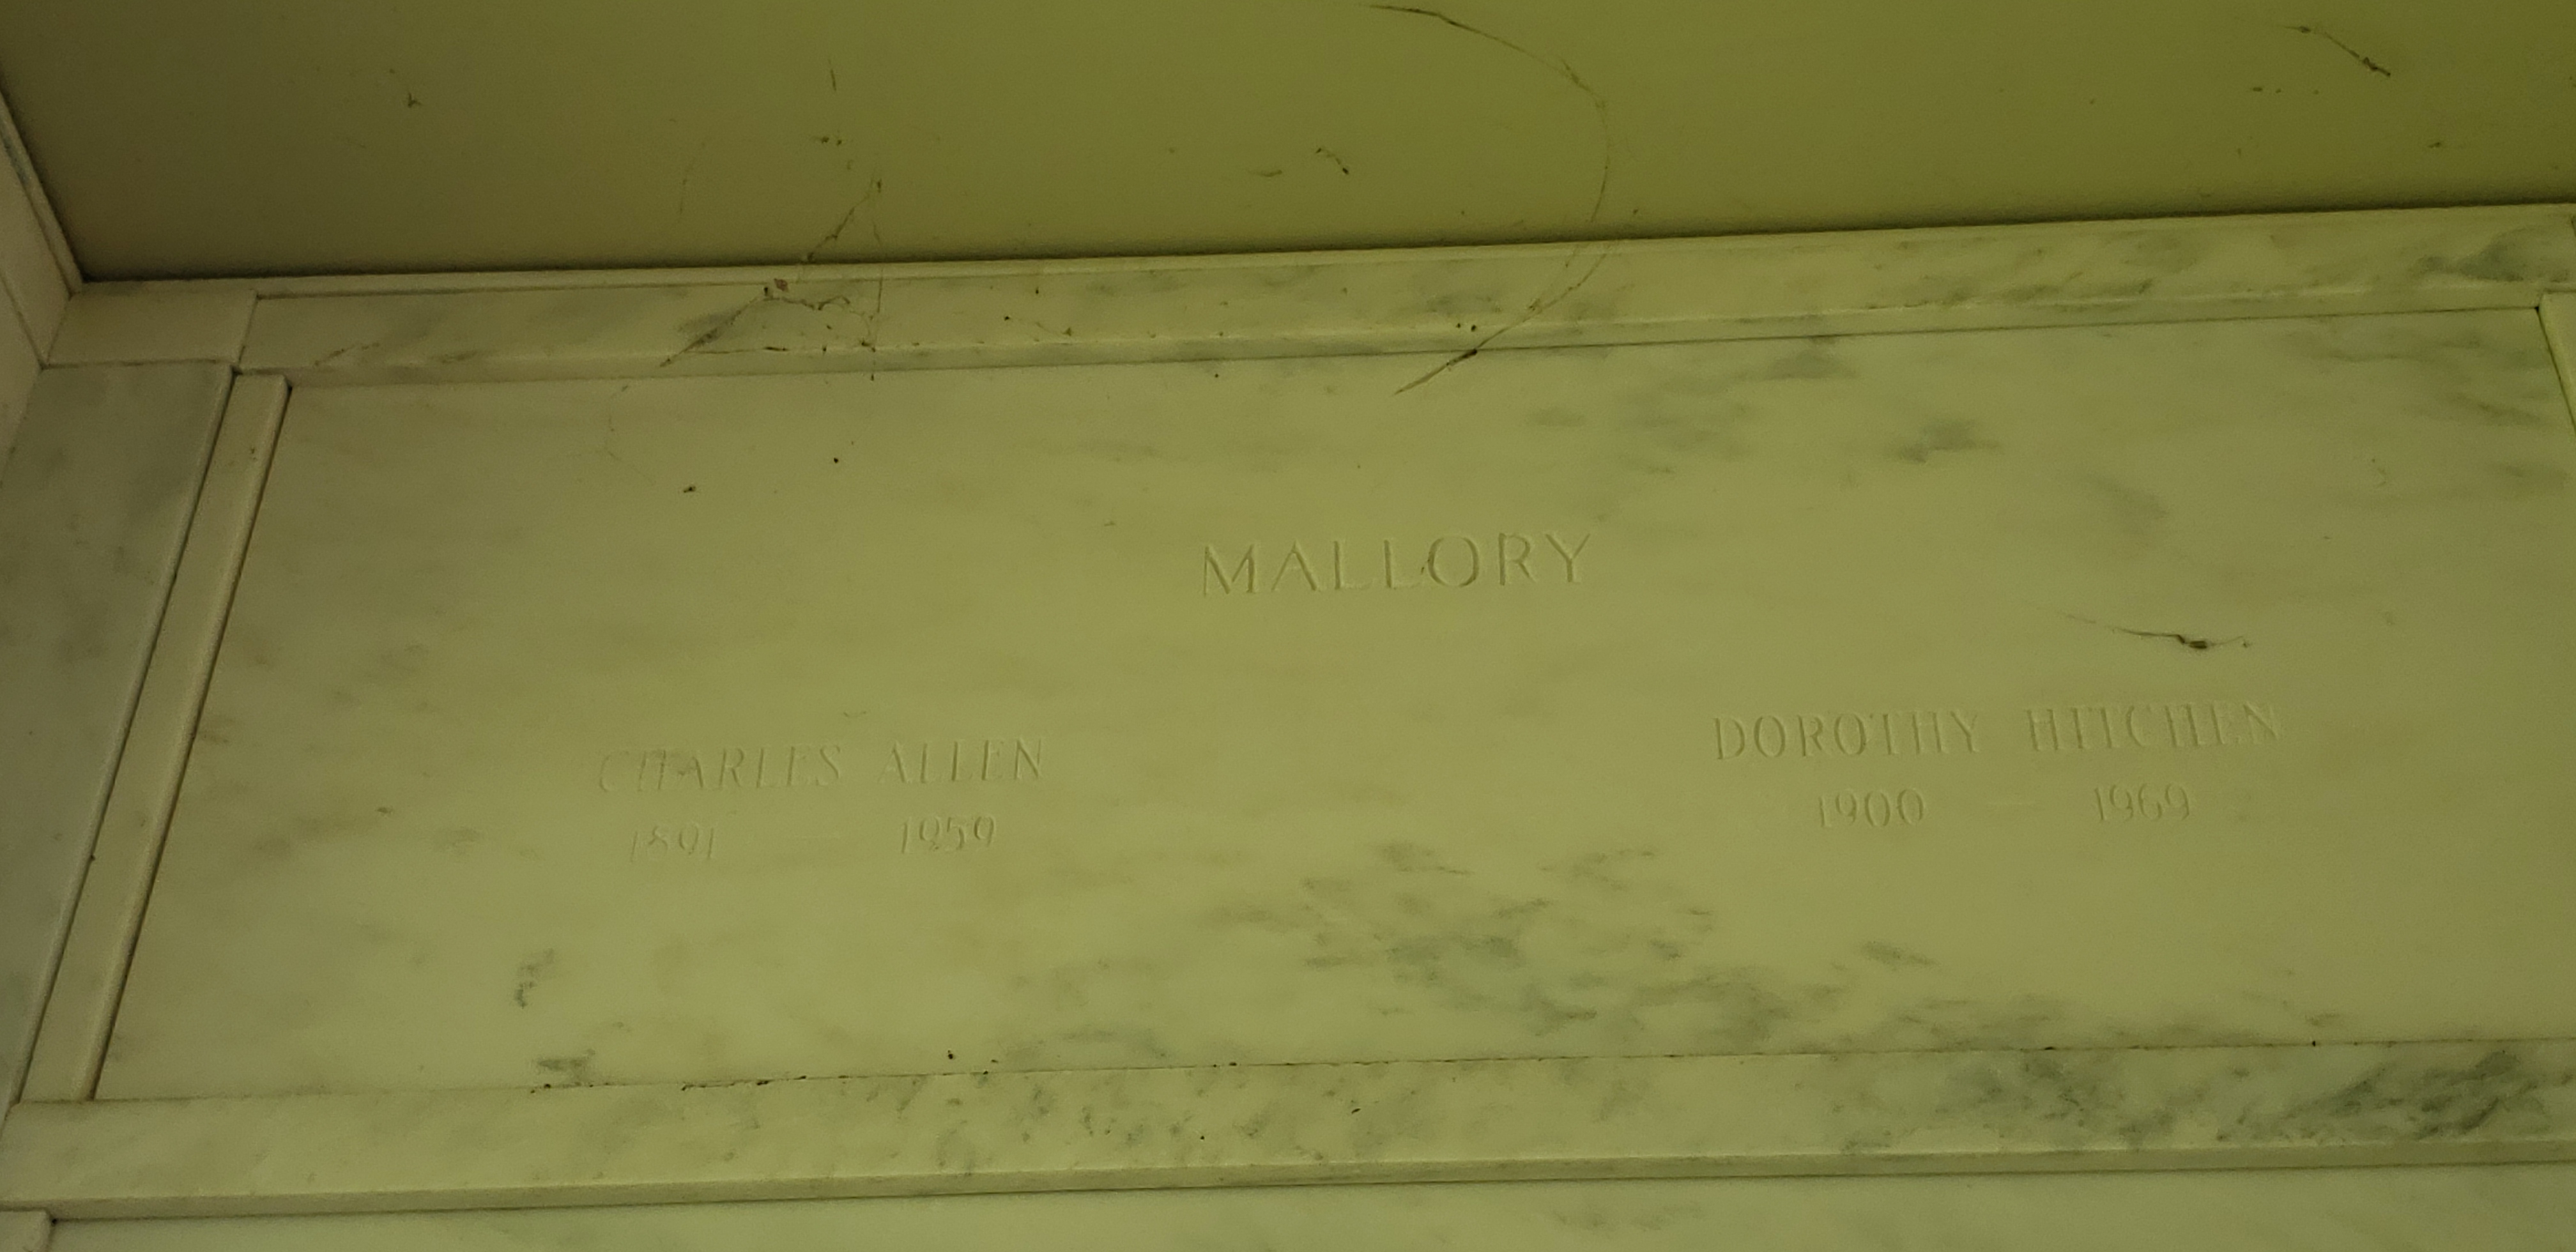 MALLORY
CHARLES ALLEN
1891 — 1959
DOROTHY HITCHEN
1900 — 1969